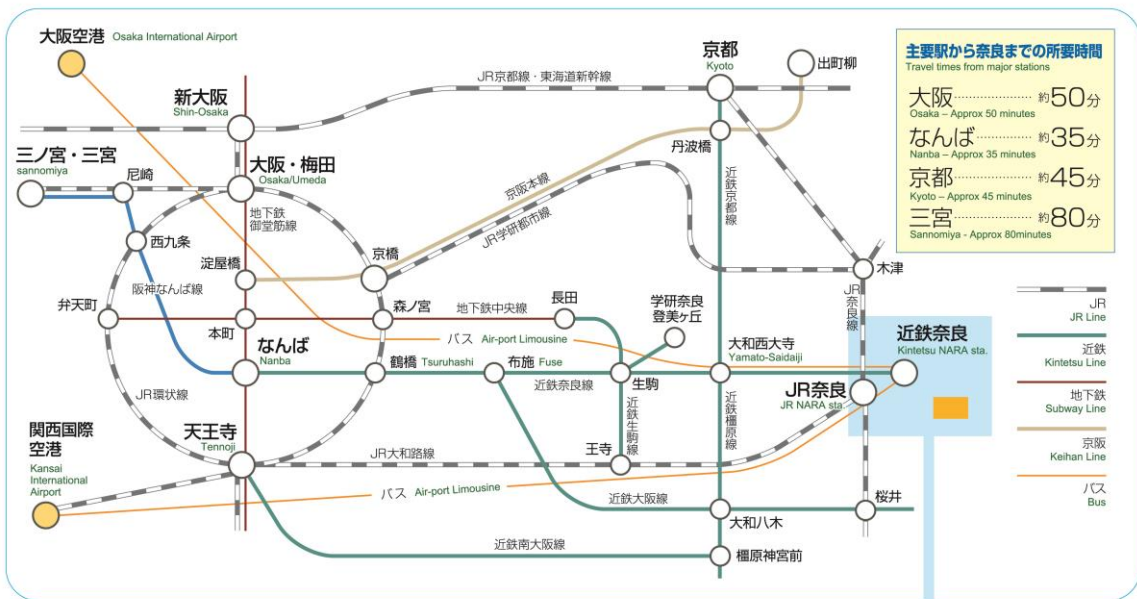 大阪空港 Osaka International Airport
京都
Kyoto
出町柳
JR京都線・東海道新幹線
新大阪
Shin-Osaka
丹波橋
三ノ宮・三宮
sannomiya
尼崎
大阪・梅田
Osaka/Umeda
地下鉄
御堂筋線
京阪本線
JR学研都市線
近鉄京都線
西九条
淀屋橋
京橋
木津
阪神なんば線
JR奈良線
弁天町
本町
森ノ宮
地下鉄中央線
長田
学研奈良
登美ヶ丘
バス Air-port Limousine
なんば
Nanba
鶴橋 Tsuruhashi
布施 Fuse
近鉄奈良線
生駒
大和西大寺
Yamato-Saidaiji
近鉄奈良
Kintetsu NARA sta.
JR奈良
JR NARA sta.
JR環状線
近鉄生駒線
近鉄橿原線
天王寺
Tennoji
JR大和路線
王寺
関西国際
空港
Kansai
International
Airport
バス Air-port Limousine
近鉄大阪線
大和八木
桜井
近鉄南大阪線
橿原神宮前
主要駅から奈良までの所要時間
Travel times from major stations
大阪 約50分
Osaka – Approx 50 minutes
なんば 約35分
Nanba – Approx 35 minutes
京都 約45分
Kyoto – Approx 45 minutes
三宮 約80分
Sannomiya - Approx 80minutes
JR
JR Line
近鉄
Kintetsu Line
地下鉄
Subway Line
京阪
Keihan Line
バス
Bus